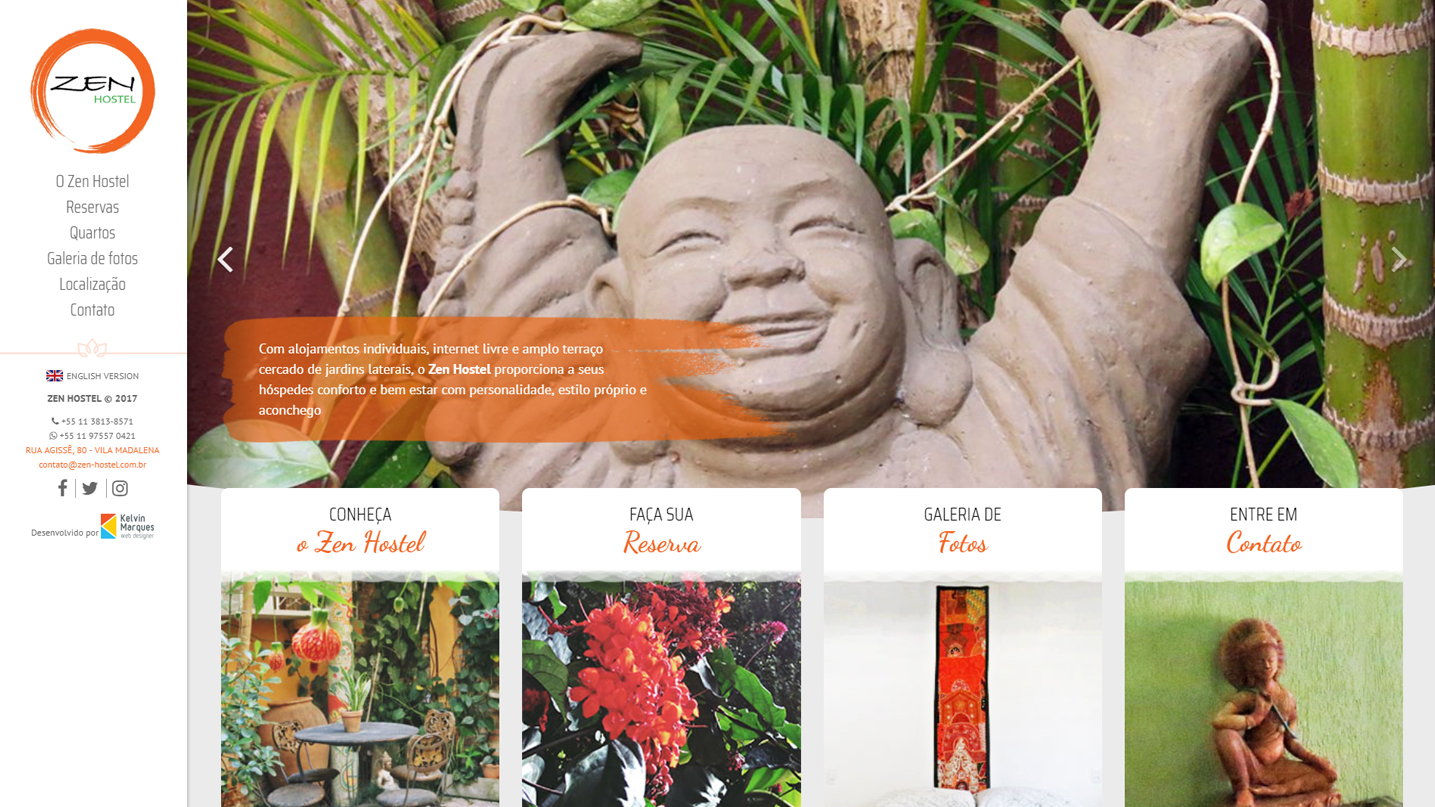 ZEN
HOSTEL
O Zen Hostel
Reservas
Quartos
Galeria de fotos
Localização
Contato
ENGLISH VERSION
ZEN HOSTEL © 2017
+55 11 3813-8571
+55 11 97557 0421
RUA AGISSÊ, 80 - VILA MADALENA
contato@zen-hostel.com.br
Desenvolvido por Kelvin
Marques
web designer
Com alojamentos individuais, internet livre e amplo terraço
cercado de jardins laterais, o Zen Hostel proporciona a seus
hóspedes conforto e bem estar com personalidade, estilo próprio e
aconchego
CONHEÇA
o Zen Hostel
FAÇA SUA
Reserva
GALERIA DE
Fotos
ENTRE EM
Contato